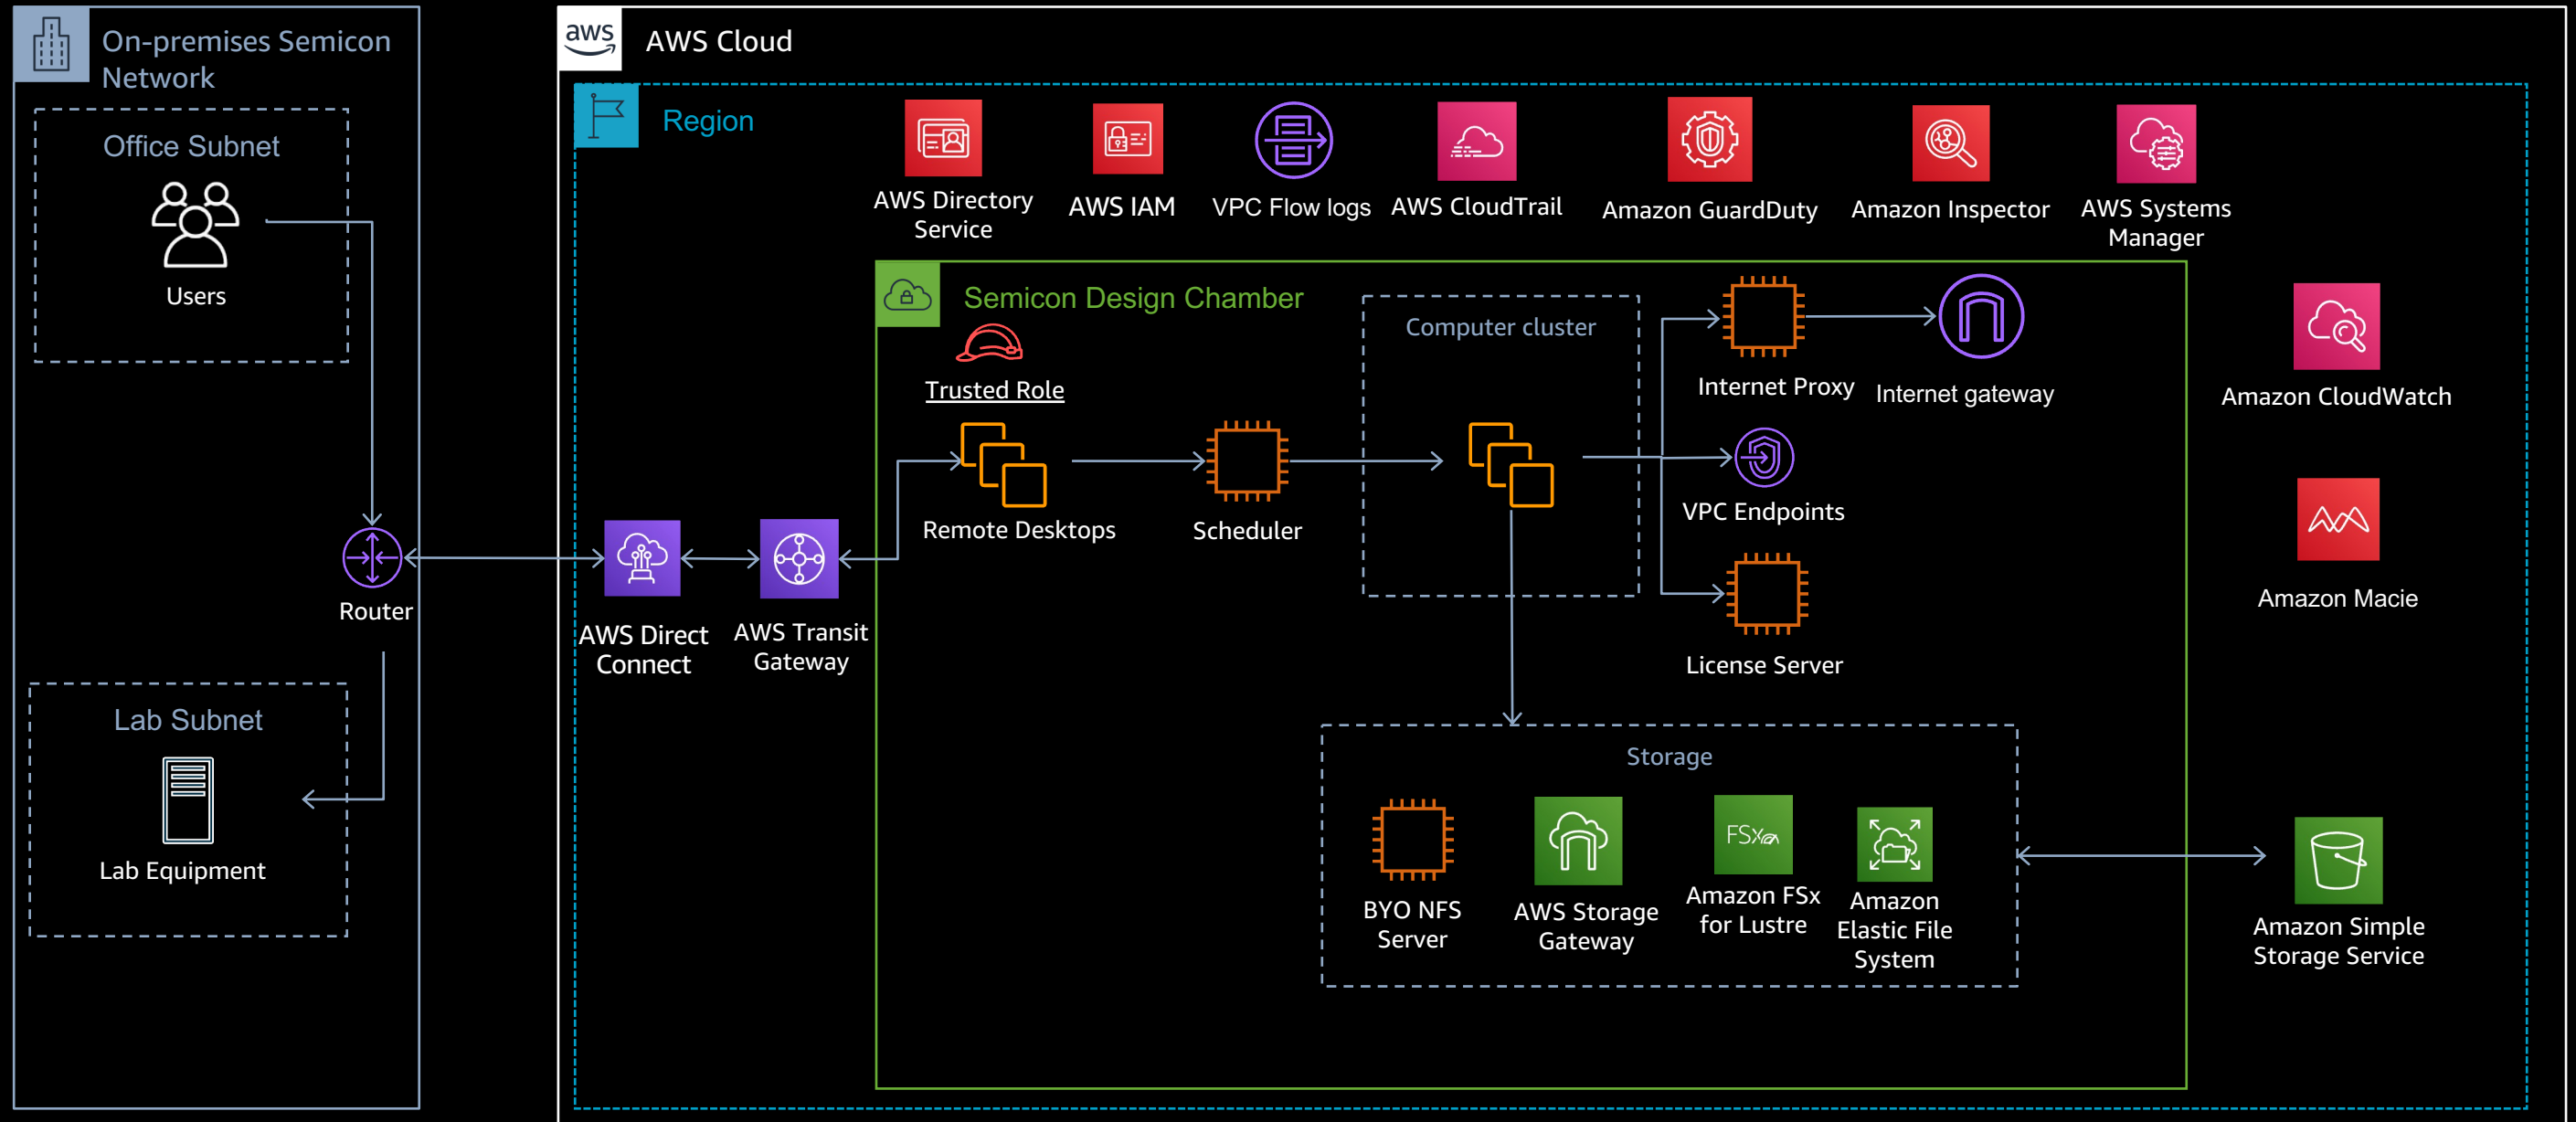 On-premises Semicon
Network
Office Subnet
Users
Router
Lab Subnet
Lab Equipment
aws
AWS Cloud
Region
AWS Directory
Service
AWS IAM
VPC Flow logs
AWS CloudTrail
Amazon GuardDuty
Amazon Inspector
AWS Systems
Manager
AWS Direct
Connect
AWS Transit
Gateway
Semicon Design Chamber
Trusted Role
Remote Desktops
Scheduler
Computer cluster
Internet Proxy
Internet gateway
VPC Endpoints
License Server
Storage
BYO NFS
Server
AWS Storage
Gateway
FSx
Amazon FSx
for Lustre
Amazon
Elastic File
System
Amazon CloudWatch
Amazon Macie
Amazon Simple
Storage Service